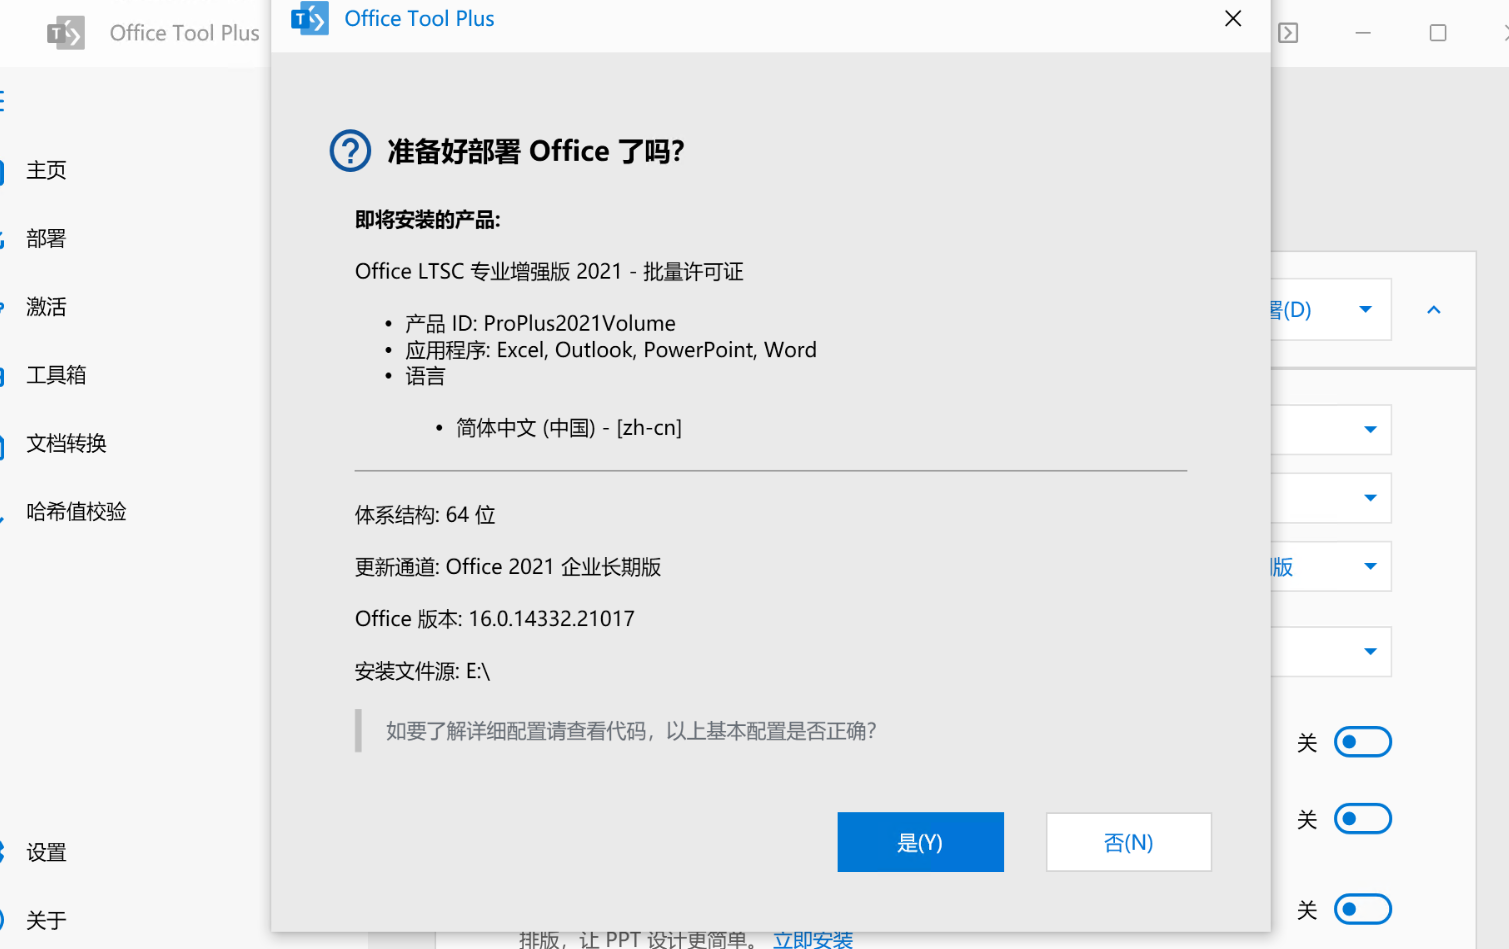 Office Tool Plus
Office Tool Plus
主页
部署
激活
工具箱
文档转换
哈希值校验
设置
关于
准备好部署 Office 了吗?
即将安装的产品:
Office LTSC 专业增强版 2021 - 批量许可证
• 产品 ID: ProPlus2021Volume
• 应用程序: Excel, Outlook, PowerPoint, Word
• 语言
• 简体中文 (中国) - [zh-cn]
体系结构: 64 位
更新通道: Office 2021 企业长期版
Office 版本: 16.0.14332.21017
安装文件源: E:\
如要了解详细配置请查看代码，以上基本配置是否正确?
是(Y)
否(N)
署(D)
版
关
关
关
排版，让 PPT 设计更简单。 立即安装